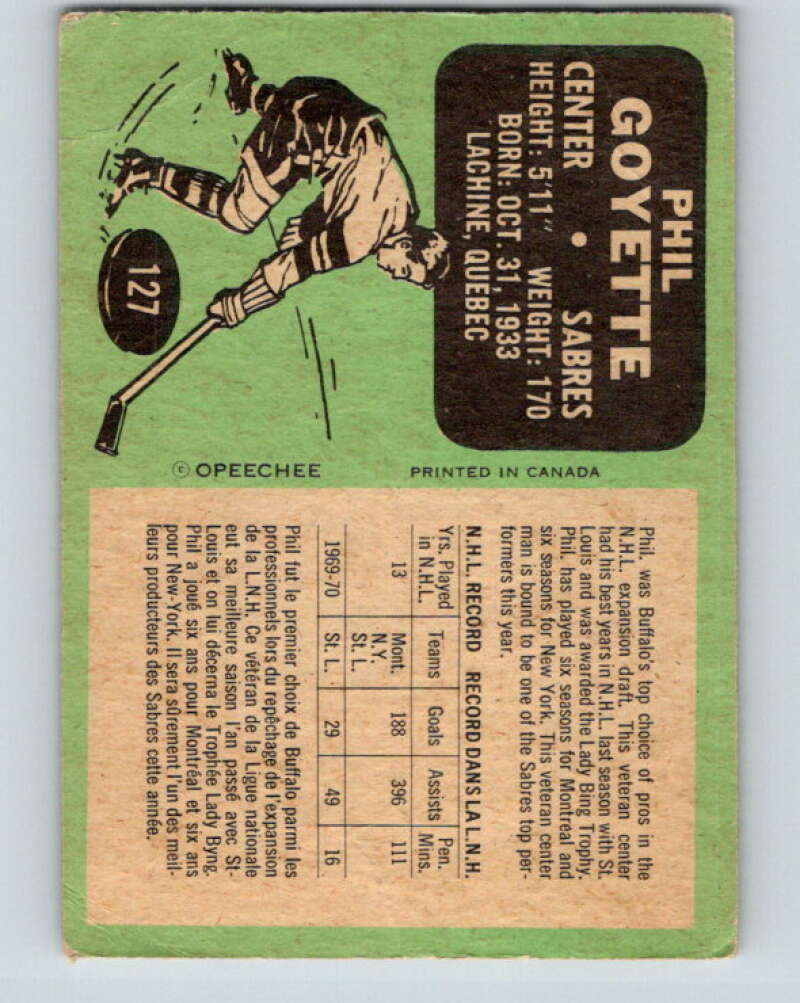 PHIL
GOYETTE
CENTER • SABRES
HEIGHT: 5'11" WEIGHT: 170
BORN: OCT. 31, 1933
LACHINE, QUEBEC
127
© OPEECHEE
PRINTED IN CANADA
Phil. was Buffalo's top choice of pros in the
N.H.L. expansion draft. This veteran center
had his best years in N.H.L. last season with St.
Louis and was awarded the Lady Bing Trophy.
Phil. has played six seasons for Montreal and
six seasons for New York. This veteran center
man is bound to be one of the Sabres top per-
formers this year.
N.H.L. RECORD RECORD DANS LA L.N.H.
Yrs. Played in N.H.L. Teams Goals Assists Pen. Mins.
13 Mont. 188 396 111
N.Y.
St. L.
1969-70 St. L. 29 49 16
Phil fut le premier choix de Buffalo parmi les
professionnels lors du repêchage de l'expansion
de la L.N.H. Ce vétéran de la Ligue nationale
eut sa meilleure saison l'an passé avec St-
Louis et on lui décerna le Trophée Lady Byng.
Phil a joué six ans pour Montréal et six ans
pour New-York. Il sera sûrement l'un des meil-
leurs producteurs des Sabres cette année.